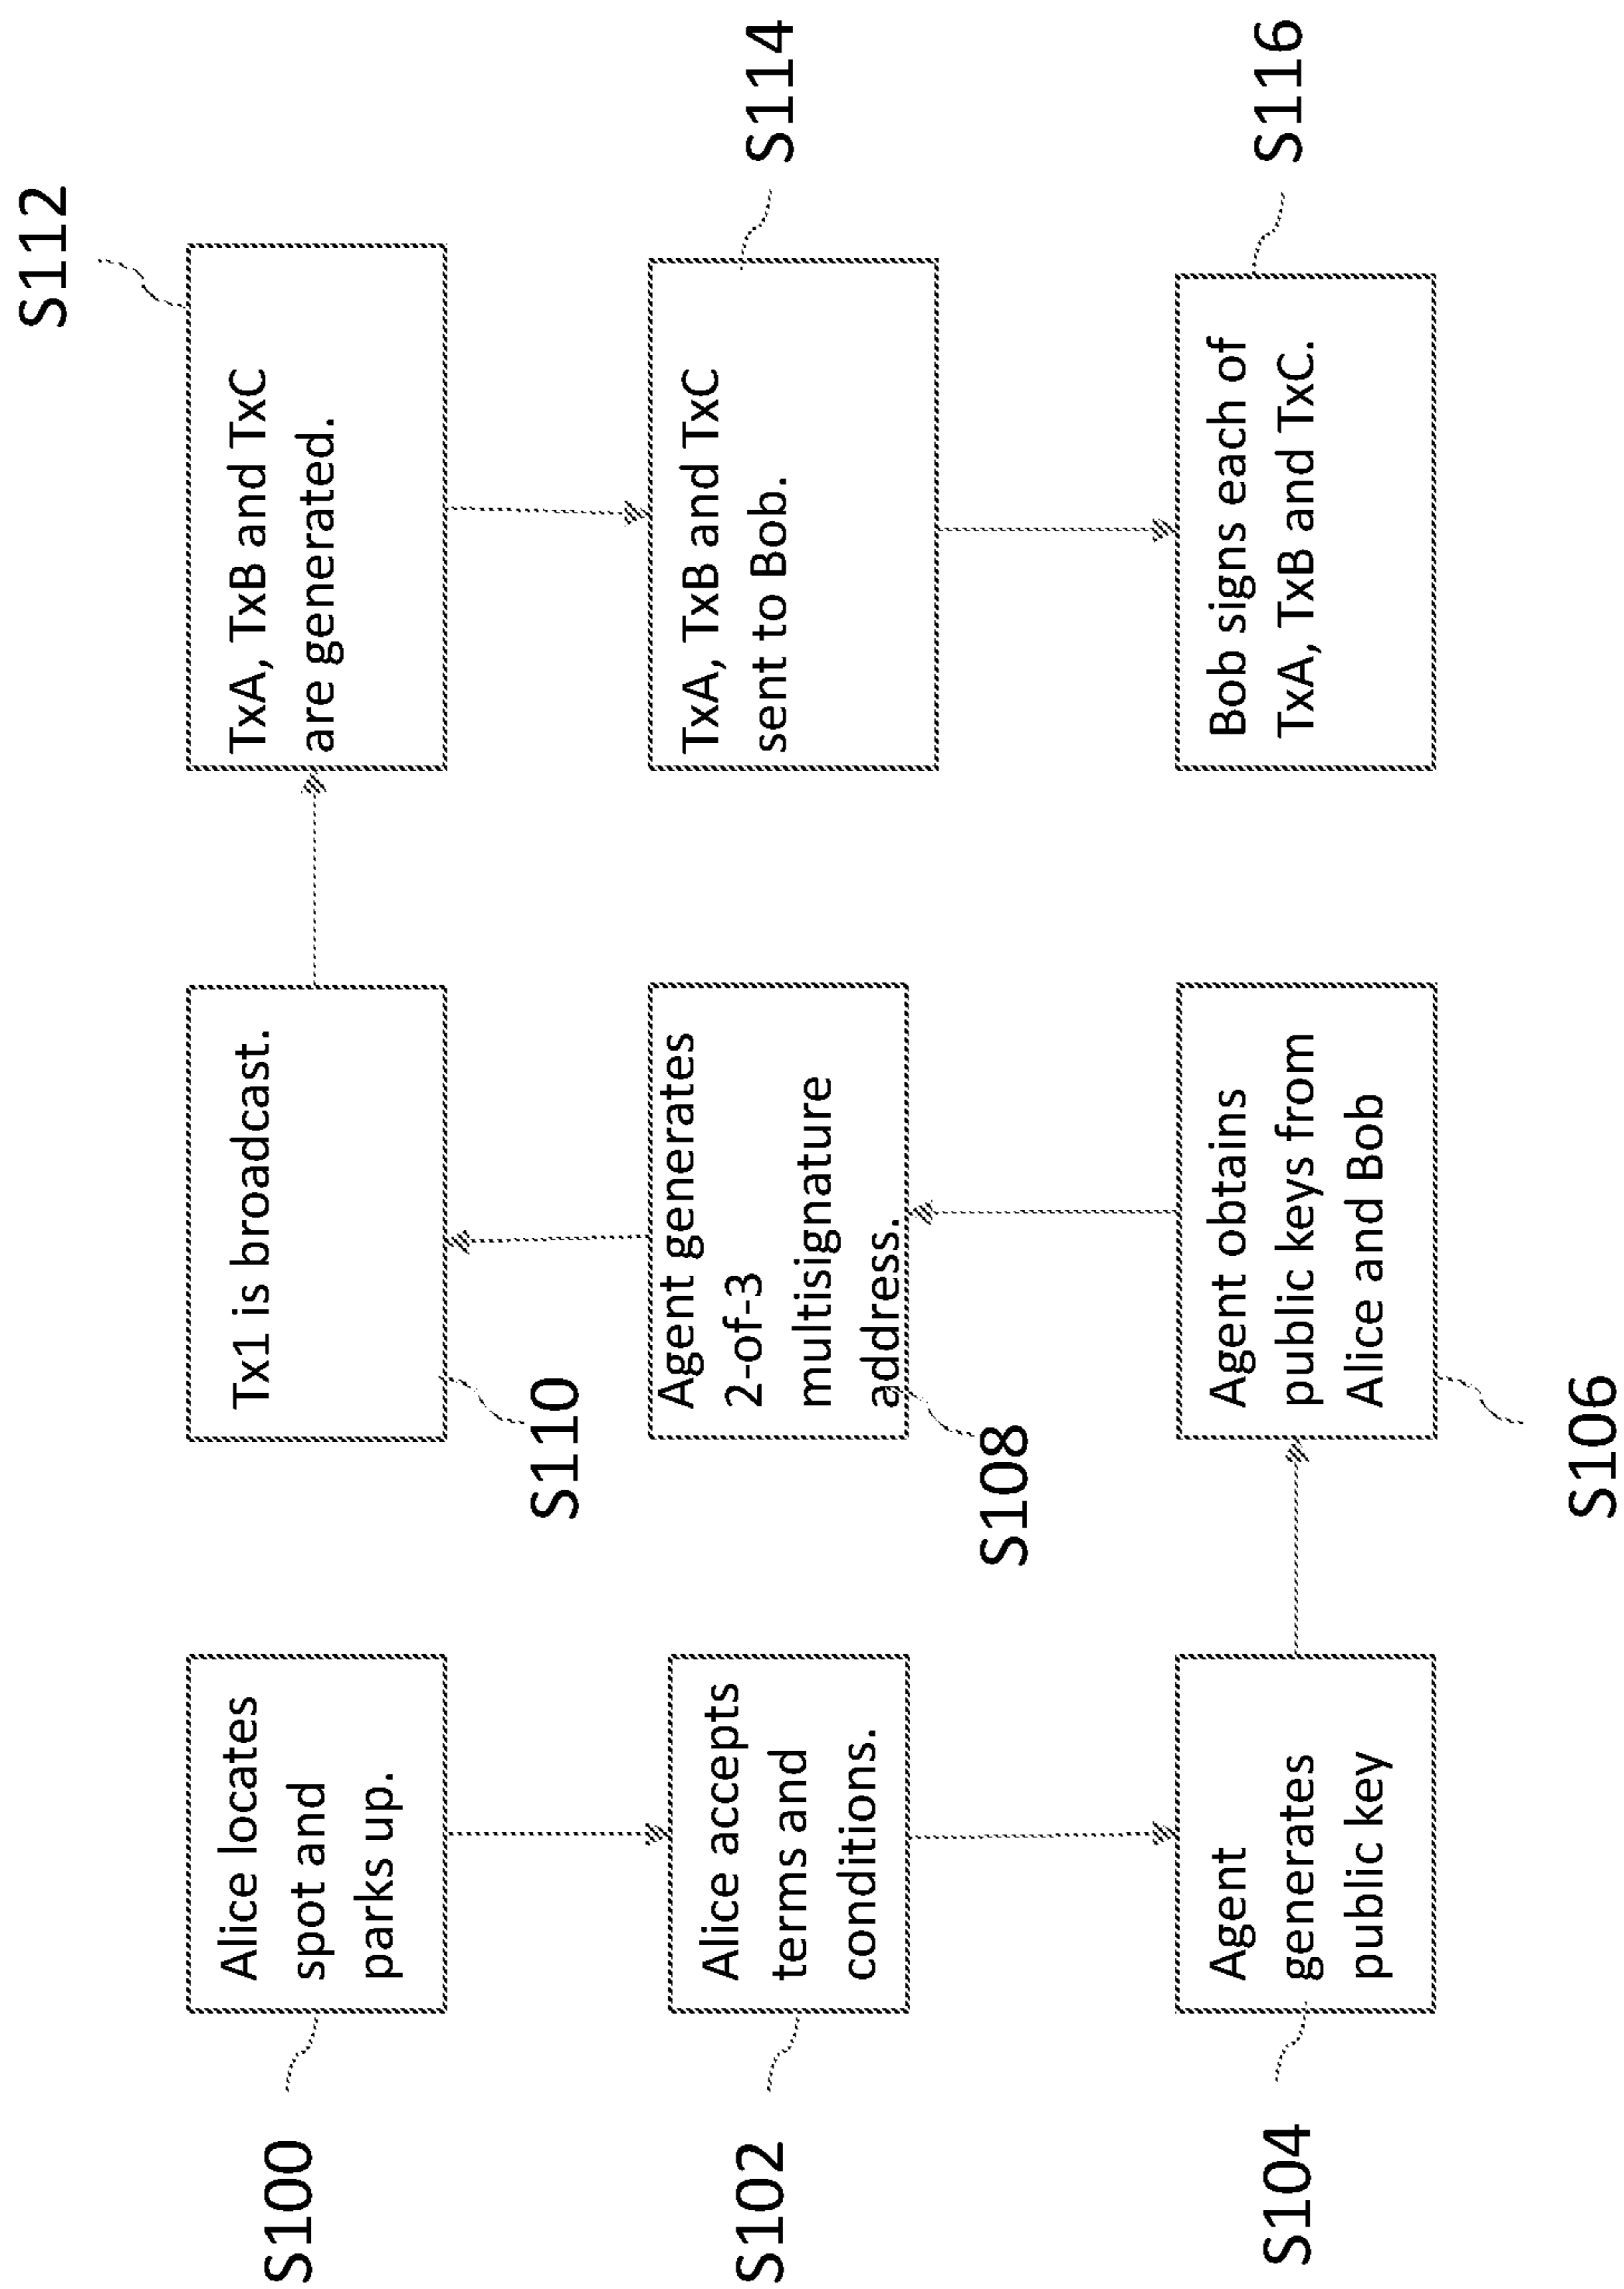 S100
Alice locates
spot and
parks up.
S102
Alice accepts
terms and
conditions.
S104
Agent
generates
public key
S106
Agent obtains
public keys from
Alice and Bob
S108
Agent generates
2-of-3
multisignature
address.
S110
Tx1 is broadcast.
S112
TxA, TxB and TxC
are generated.
S114
TxA, TxB and TxC
sent to Bob.
S116
Bob signs each of
TxA, TxB and TxC.